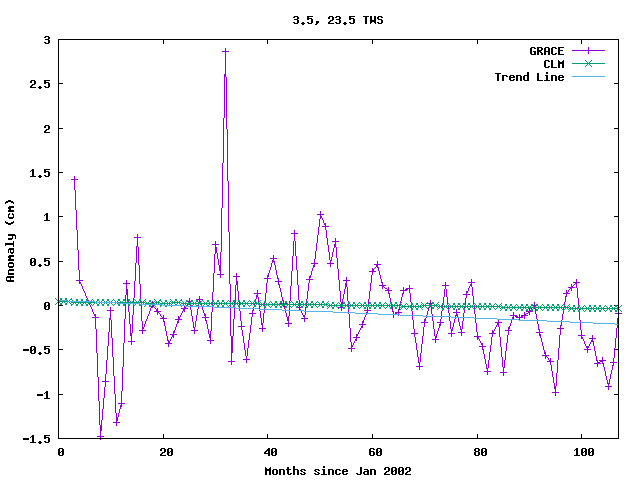 3.5, 23.5 TWS
GRACE
CLM
Trend Line
3
2.5
2
1.5
1
0.5
0
-0.5
-1
-1.5
Anomaly (cm)
0 20 40 60 80 100
Months since Jan 2002